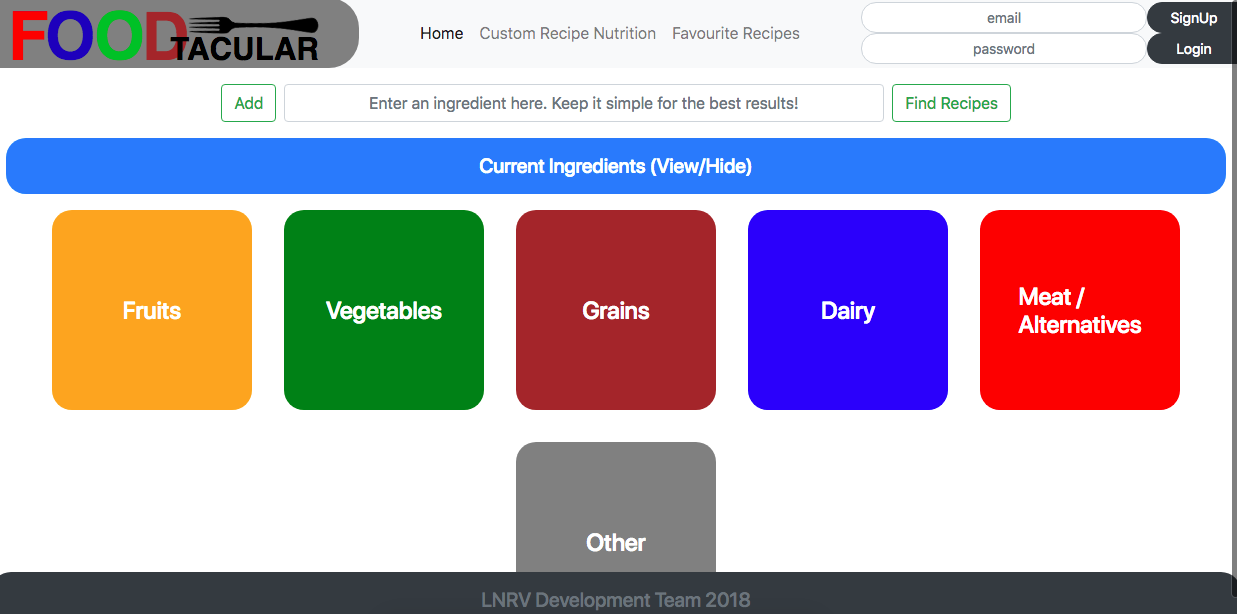 FOODTACULAR
Home Custom Recipe Nutrition Favourite Recipes
email
SignUp
password
Login
Add
Enter an ingredient here. Keep it simple for the best results!
Find Recipes
Current Ingredients (View/Hide)
Fruits
Vegetables
Grains
Dairy
Meat /
Alternatives
Other
LNRV Development Team 2018